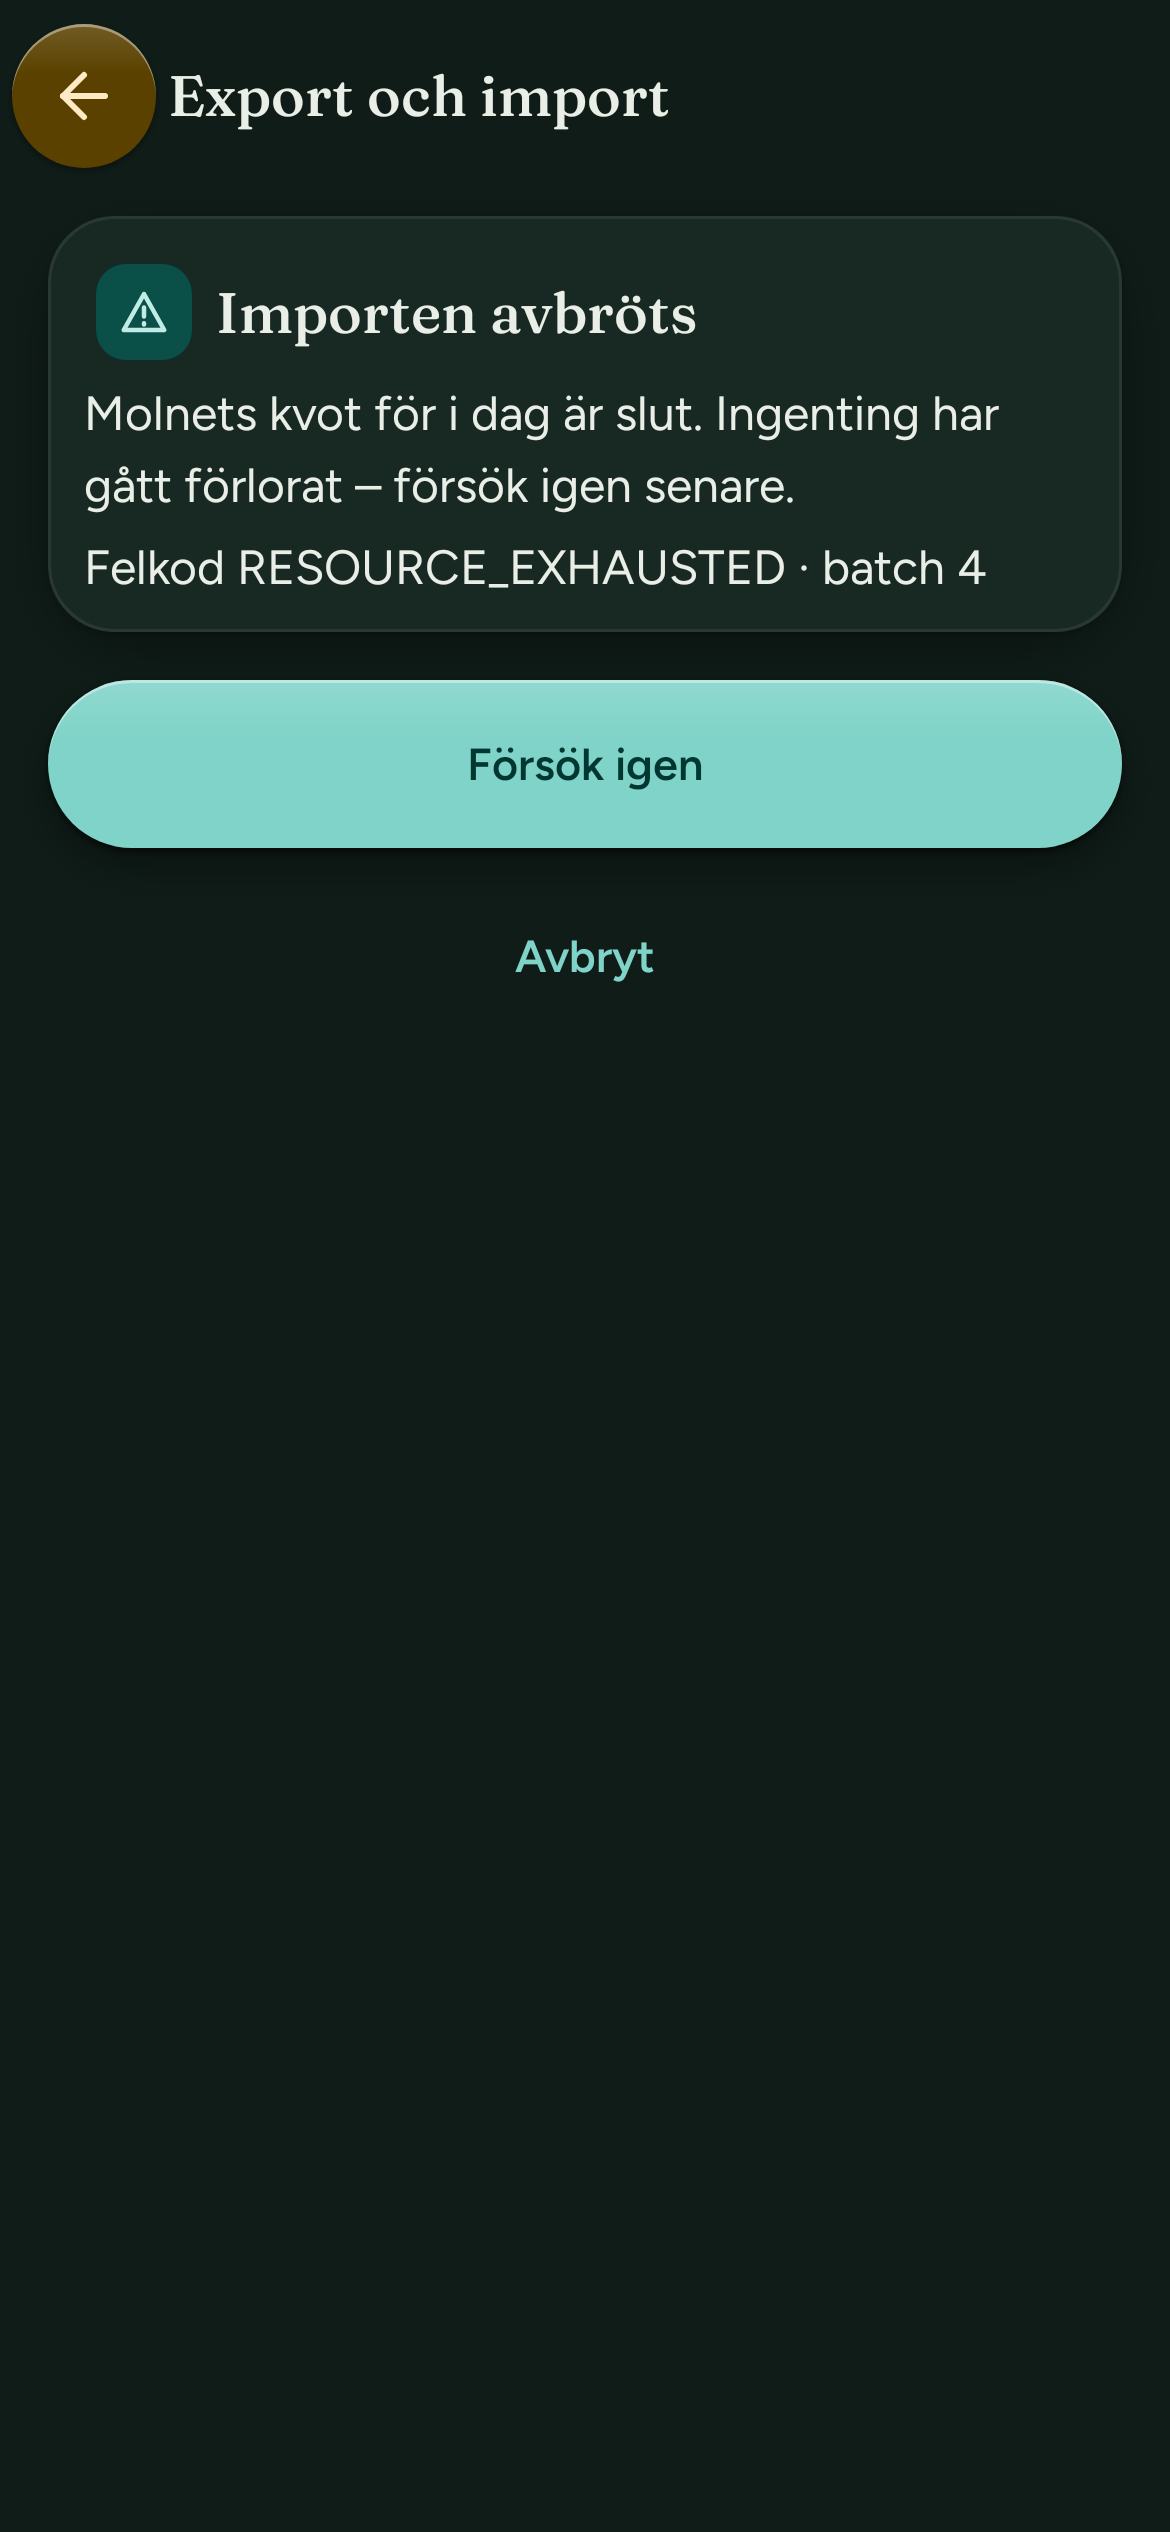 Export och import
Importen avbröts
Molnets kvot för i dag är slut. Ingenting har
gått förlorat – försök igen senare.
Felkod RESOURCE_EXHAUSTED · batch 4
Försök igen
Avbryt